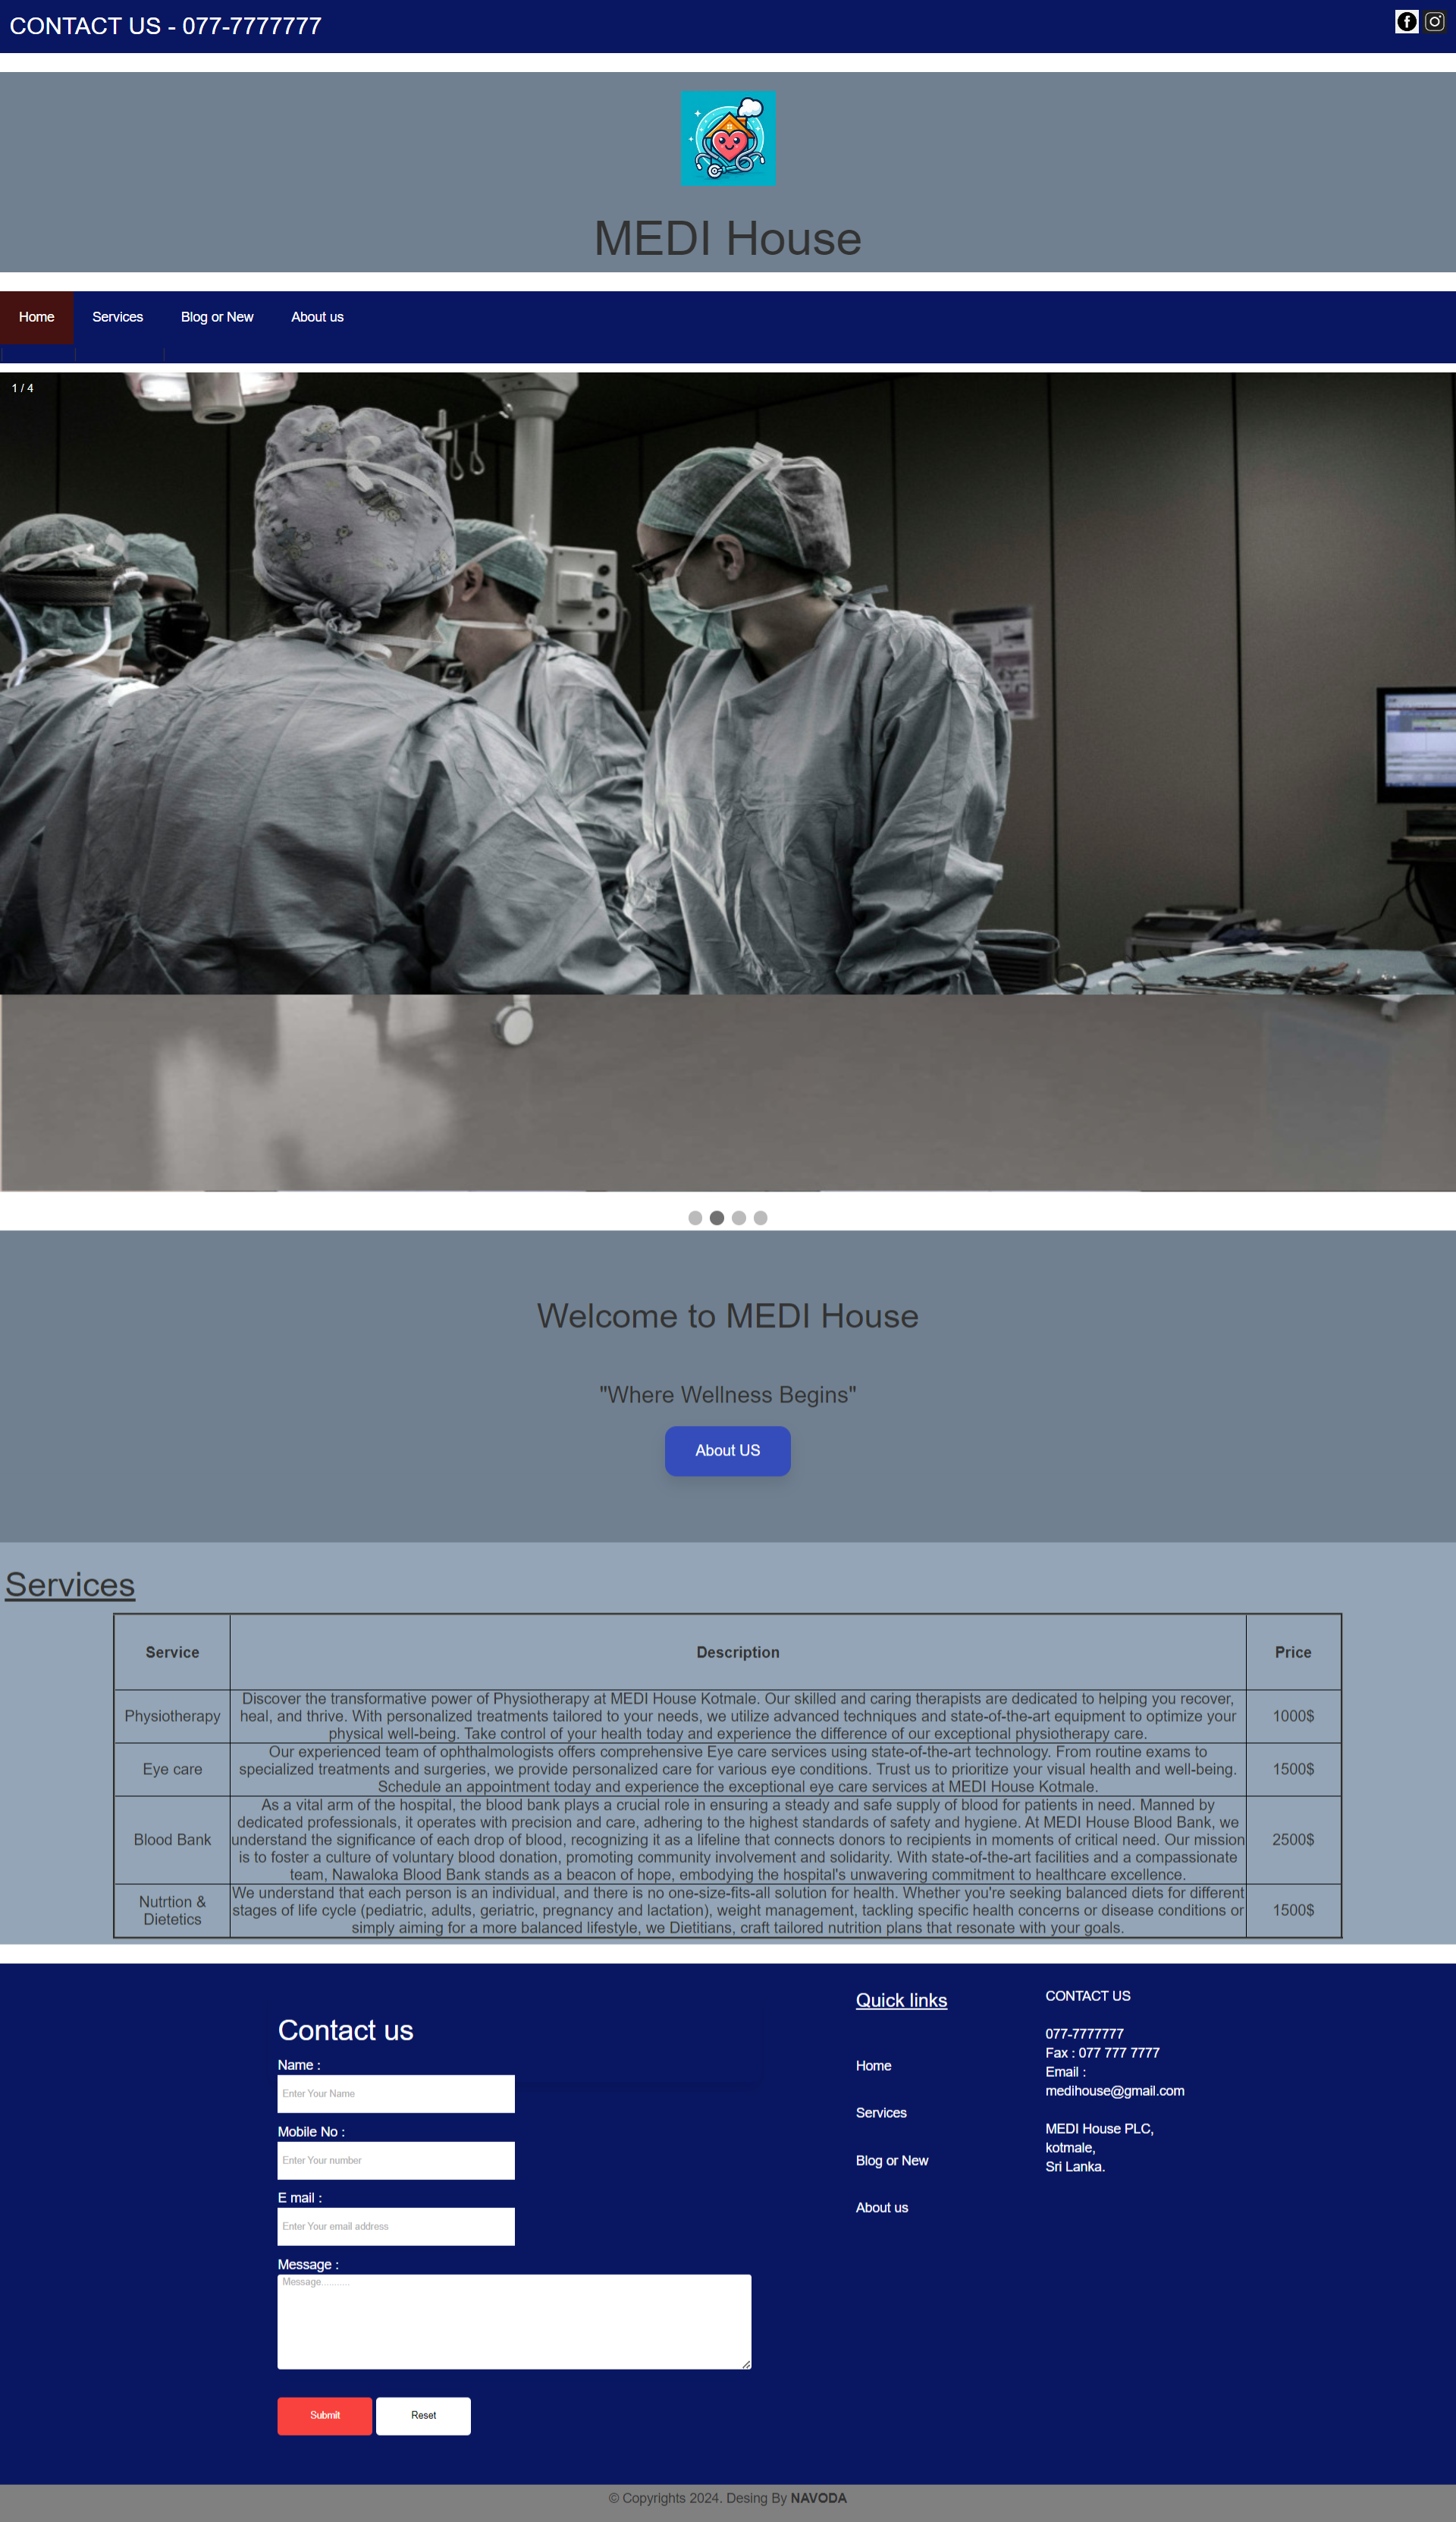 CONTACT US - 077-7777777
MEDI House
Home
Services
Blog or New
About us
1 / 4
Welcome to MEDI House
"Where Wellness Begins"
About US
Services
Service
Description
Price
Physiotherapy
Discover the transformative power of Physiotherapy at MEDI House Kotmale. Our skilled and caring therapists are dedicated to helping you recover,
heal, and thrive. With personalized treatments tailored to your needs, we utilize advanced techniques and state-of-the-art equipment to optimize your
physical well-being. Take control of your health today and experience the difference of our exceptional physiotherapy care.
1000$
Eye care
Our experienced team of ophthalmologists offers comprehensive Eye care services using state-of-the-art technology. From routine exams to
specialized treatments and surgeries, we provide personalized care for various eye conditions. Trust us to prioritize your visual health and well-being.
Schedule an appointment today and experience the exceptional eye care services at MEDI House Kotmale.
1500$
Blood Bank
As a vital arm of the hospital, the blood bank plays a crucial role in ensuring a steady and safe supply of blood for patients in need. Manned by
dedicated professionals, it operates with precision and care, adhering to the highest standards of safety and hygiene. At MEDI House Blood Bank, we
understand the significance of each drop of blood, recognizing it as a lifeline that connects donors to recipients in moments of critical need. Our mission
is to foster a culture of voluntary blood donation, promoting community involvement and solidarity. With state-of-the-art facilities and a compassionate
team, Nawaloka Blood Bank stands as a beacon of hope, embodying the hospital's unwavering commitment to healthcare excellence.
2500$
Nutrtion &
Dietetics
We understand that each person is an individual, and there is no one-size-fits-all solution for health. Whether you're seeking balanced diets for different
stages of life cycle (pediatric, adults, geriatric, pregnancy and lactation), weight management, tackling specific health concerns or disease conditions or
simply aiming for a more balanced lifestyle, we Dietitians, craft tailored nutrition plans that resonate with your goals.
1500$
Contact us
Name :
Enter Your Name
Mobile No :
Enter Your number
E mail :
Enter Your email address
Message :
Message..........
Submit
Reset
Quick links
Home
Services
Blog or New
About us
CONTACT US
077-7777777
Fax : 077 777 7777
Email :
medihouse@gmail.com
MEDI House PLC,
kotmale,
Sri Lanka.
© Copyrights 2024. Desing By NAVODA